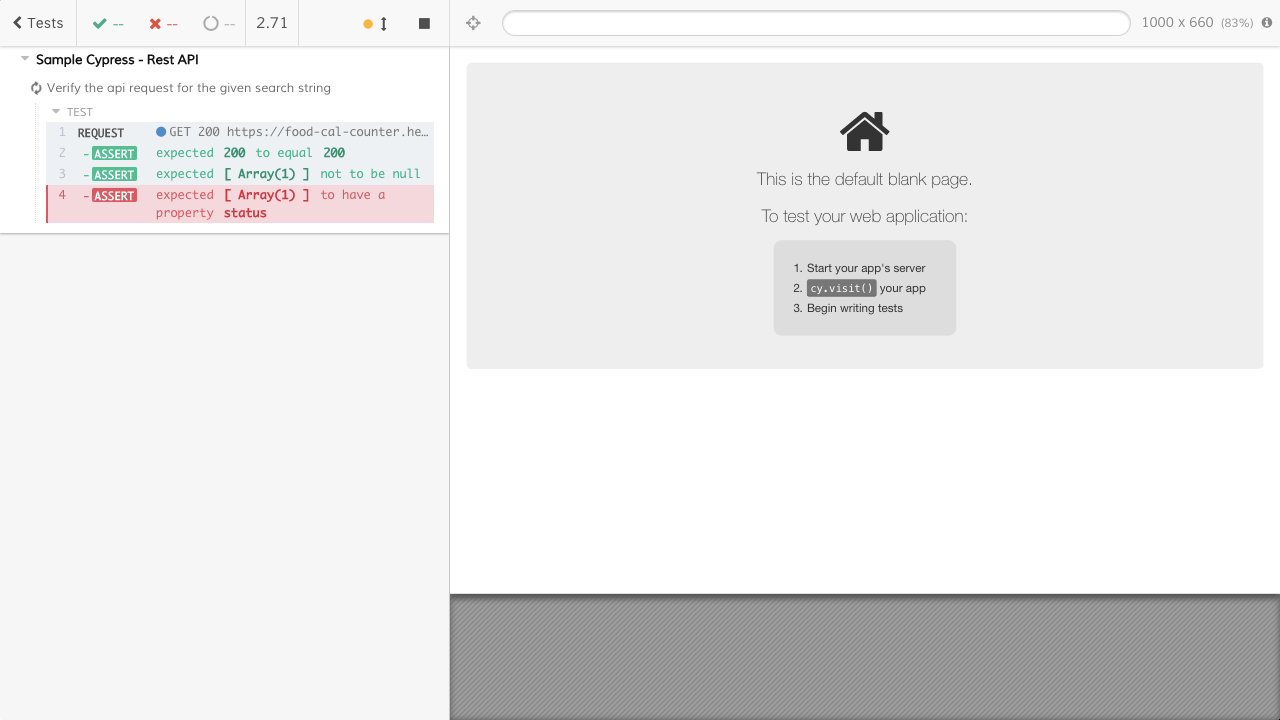 Tests
--
--
--
2.71
1000 x 660 (83%)
Sample Cypress - Rest API
Verify the api request for the given search string
TEST
1 REQUEST GET 200 https://food-cal-counter.he…
2 - ASSERT expected 200 to equal 200
3 - ASSERT expected [ Array(1) ] not to be null
4 - ASSERT expected [ Array(1) ] to have a
property status
This is the default blank page.
To test your web application:
1. Start your app's server
2. cy.visit() your app
3. Begin writing tests